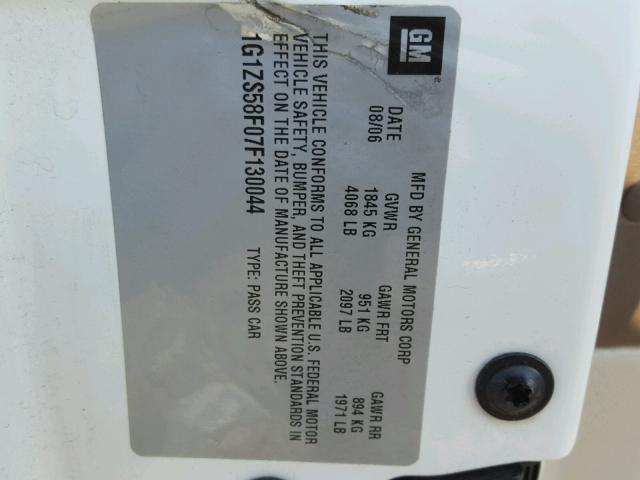 GM
MFD BY GENERAL MOTORS CORP
DATE GVWR GAWR FRT GAWR RR
08/06 1845 KG 951 KG 894 KG
4068 LB 2097 LB 1971 LB
THIS VEHICLE CONFORMS TO ALL APPLICABLE U.S. FEDERAL MOTOR
VEHICLE SAFETY, BUMPER, AND THEFT PREVENTION STANDARDS IN
EFFECT ON THE DATE OF MANUFACTURE SHOWN ABOVE.
1G1ZS58F07F130044 TYPE: PASS CAR